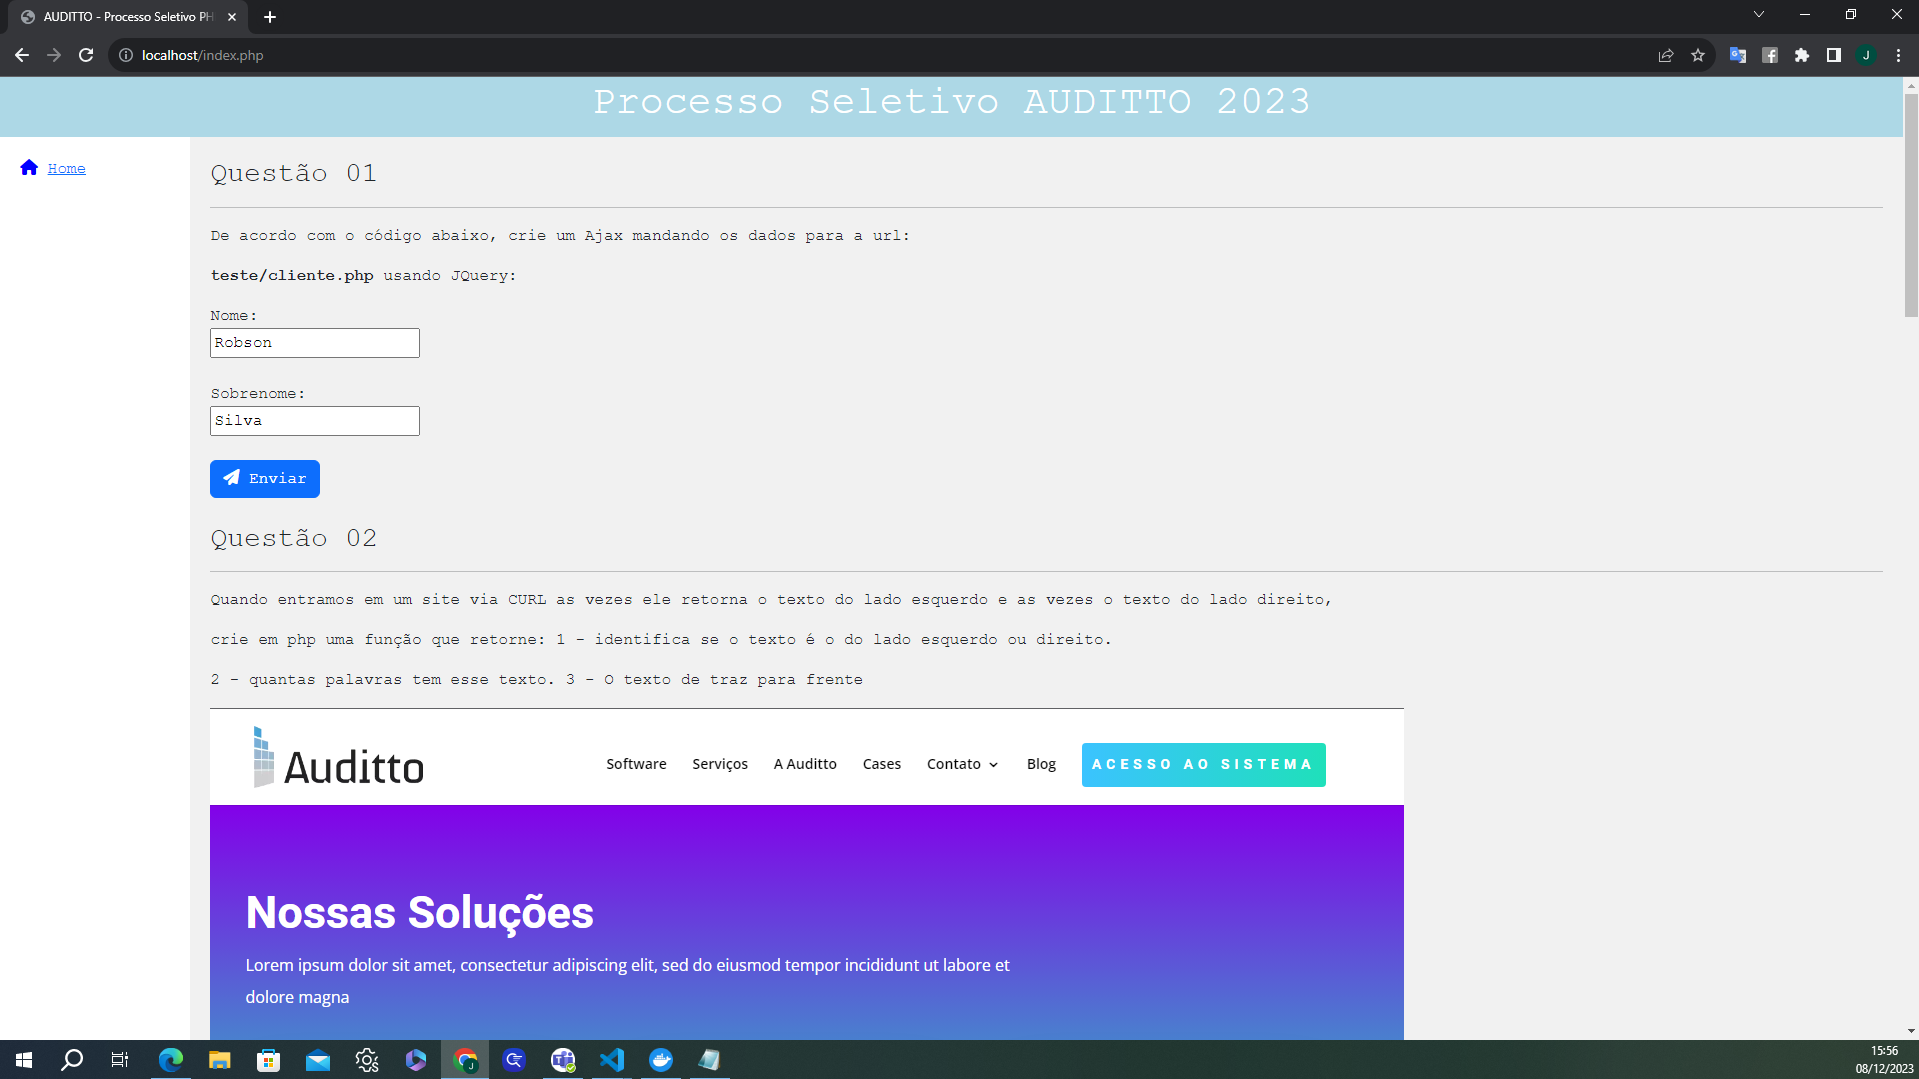 AUDITTO - Processo Seletivo PH
localhost/index.php
J
Processo Seletivo AUDITTO 2023
Home
Questão 01
De acordo com o código abaixo, crie um Ajax mandando os dados para a url:
teste/cliente.php usando JQuery:
Nome:
Robson
Sobrenome:
Silva
Enviar
Questão 02
Quando entramos em um site via CURL as vezes ele retorna o texto do lado esquerdo e as vezes o texto do lado direito,
crie em php uma função que retorne: 1 - identifica se o texto é o do lado esquerdo ou direito.
2 - quantas palavras tem esse texto. 3 - O texto de traz para frente
Auditto
Software Serviços A Auditto Cases Contato Blog ACESSO AO SISTEMA
Nossas Soluções
Lorem ipsum dolor sit amet, consectetur adipiscing elit, sed do eiusmod tempor incididunt ut labore et
dolore magna
15:56
08/12/2023